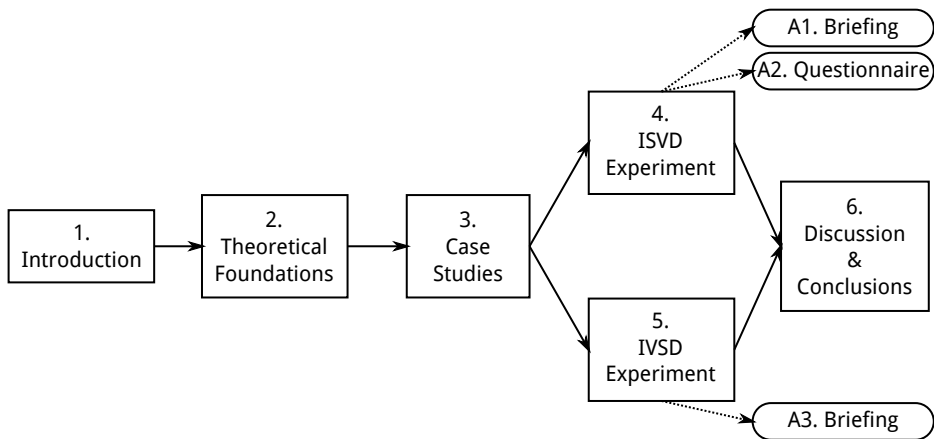 A1. Briefing
A2. Questionnaire
4.
ISVD
Experiment
1.
Introduction
2.
Theoretical
Foundations
3.
Case
Studies
6.
Discussion
&
Conclusions
5.
IVSD
Experiment
A3. Briefing